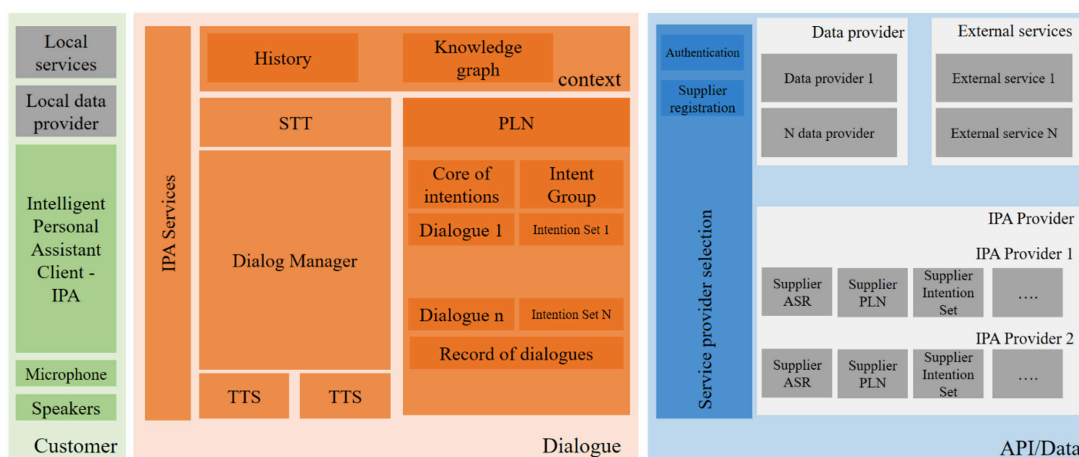 Local
services
Local data
provider
Intelligent
Personal
Assistant
Client -
IPA
Microphone
Speakers
Customer
IPA Services
History
Knowledge
graph
context
STT
PLN
Dialog Manager
Core of
intentions
Intent
Group
Dialogue 1
Intention Set 1
Dialogue n
Intention Set N
Record of dialogues
TTS
TTS
Dialogue
Service provider selection
Authentication
Supplier
registration
Data provider
Data provider 1
N data provider
External services
External service 1
External service N
IPA Provider
IPA Provider 1
Supplier
ASR
Supplier
PLN
Supplier
Intention
Set
....
IPA Provider 2
Supplier
ASR
Supplier
PLN
Supplier
Intention
Set
....
API/Data